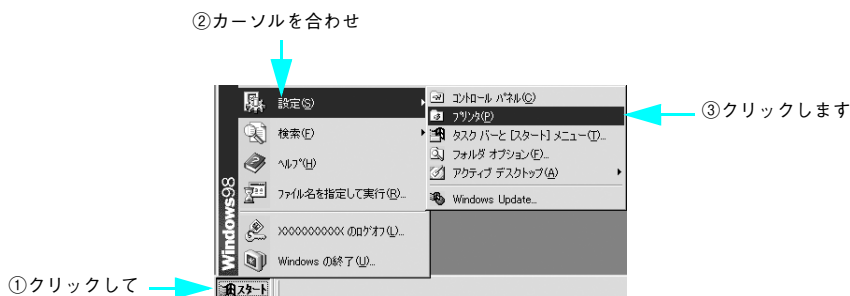 ②カーソルを合わせ
設定(S)
検索(F)
ヘルプ(H)
ファイル名を指定して実行(R)...
XXXXXXXXXX のログオフ(L)...
Windows の終了(U)...
Windows98
コントロール パネル(C)
プリンタ(P)
タスク バーと [スタート] メニュー(T)...
フォルダ オプション(F)...
アクティブ デスクトップ(A)
Windows Update...
③クリックします
①クリックして
スタート